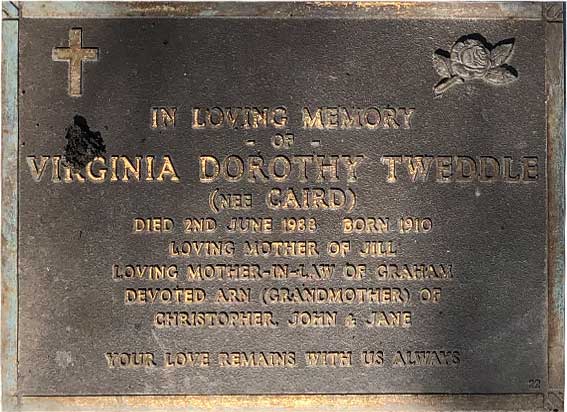 IN LOVING MEMORY
- OF -
VIRGINIA DOROTHY TWEDDLE
(NEE CAIRD)
DIED 2ND JUNE 1988 BORN 1910
LOVING MOTHER OF JILL
LOVING MOTHER-IN-LAW OF GRAHAM
DEVOTED ARN (GRANDMOTHER) OF
CHRISTOPHER, JOHN & JANE
YOUR LOVE REMAINS WITH US ALWAYS
22